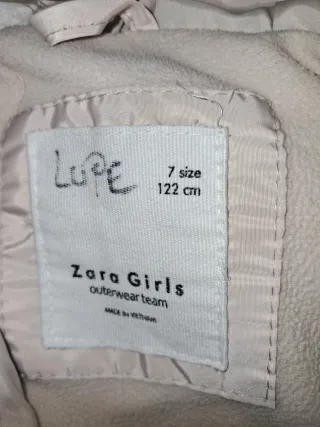 LUPE
7 size
122 cm
Zara Girls
outerwear team
MADE IN VIETNAM